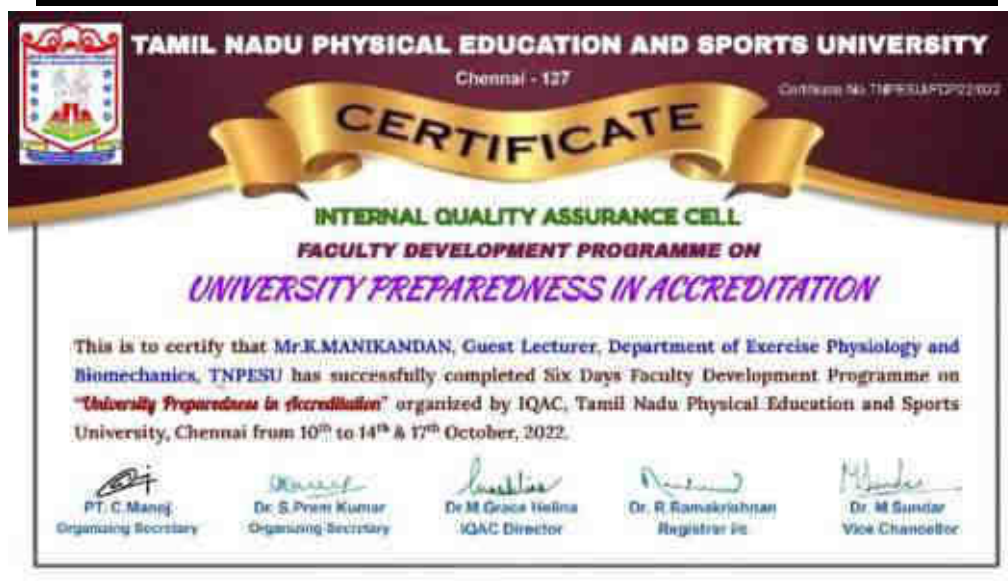 TAMIL NADU PHYSICAL EDUCATION AND SPORTS UNIVERSITY
Chennai - 127
Certificate No.
CERTIFICATE
INTERNAL QUALITY ASSURANCE CELL
FACULTY DEVELOPMENT PROGRAMME ON
UNIVERSITY PREPAREDNESS IN ACCREDITATION
This is to certify that Mr.K.MANIKANDAN, Guest Lecturer, Department of Exercise Physiology and
Biomechanics, TNPESU has successfully completed Six Days Faculty Development Programme on
"University Preparedness in Accreditation" organized by IQAC, Tamil Nadu Physical Education and Sports
University, Chennai from 10th to 14th & 17th October, 2022.
PT. C.Manoj Dr. S.Prem Kumar Dr.M.Grace Helina Dr. R.Ramakrishnan Dr. M.Sundar
Organizing Secretary Organizing Secretary IQAC Director Registrar i/c Vice Chancellor